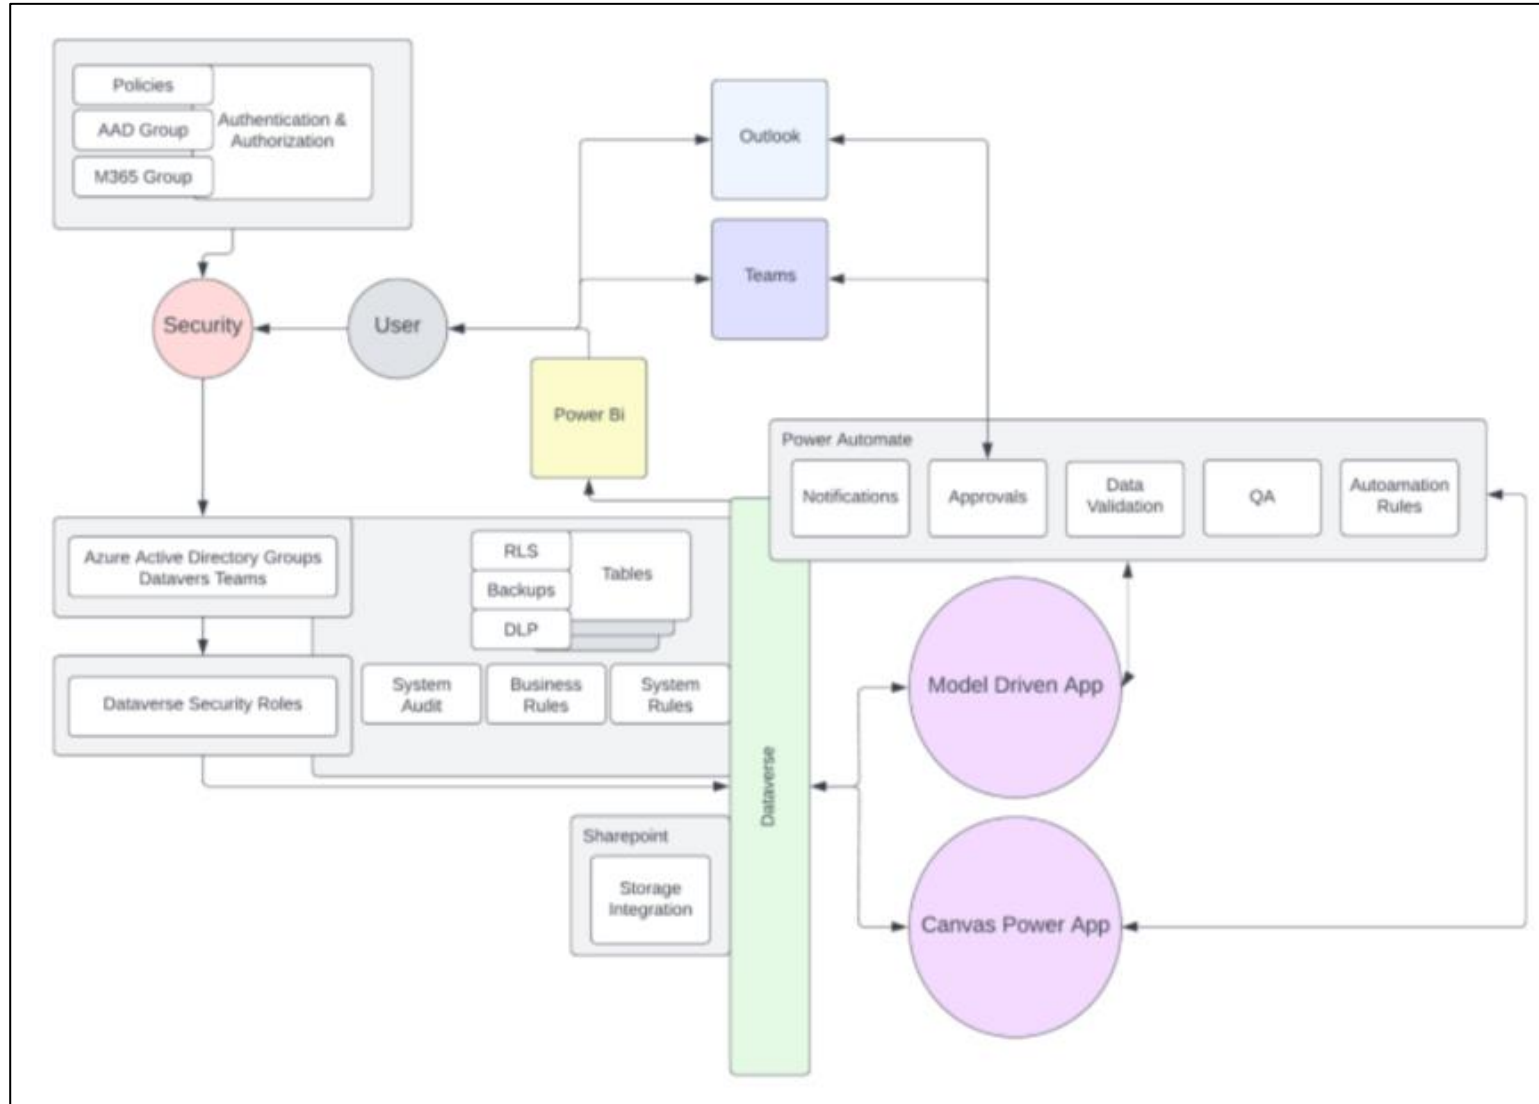 Policies
AAD Group
M365 Group
Authentication &
Authorization
Outlook
Teams
Security
User
Power Bi
Power Automate
Notifications
Approvals
Data
Validation
QA
Autoamation
Rules
Azure Active Directory Groups
Datavers Teams
RLS
Backups
DLP
Tables
Dataverse Security Roles
System
Audit
Business
Rules
System
Rules
Model Driven App
Dataverse
Sharepoint
Storage
Integration
Canvas Power App